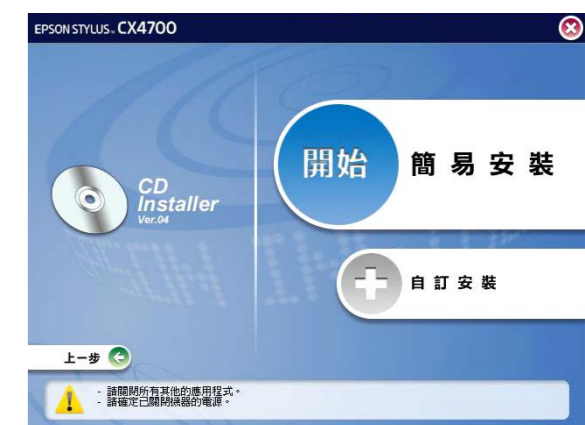 EPSON STYLUS CX4700
開始 簡易安裝
CD
Installer
Ver.04
自訂安裝
上一步
- 請關閉所有其他的應用程式。
- 請確定已關閉機器的電源。